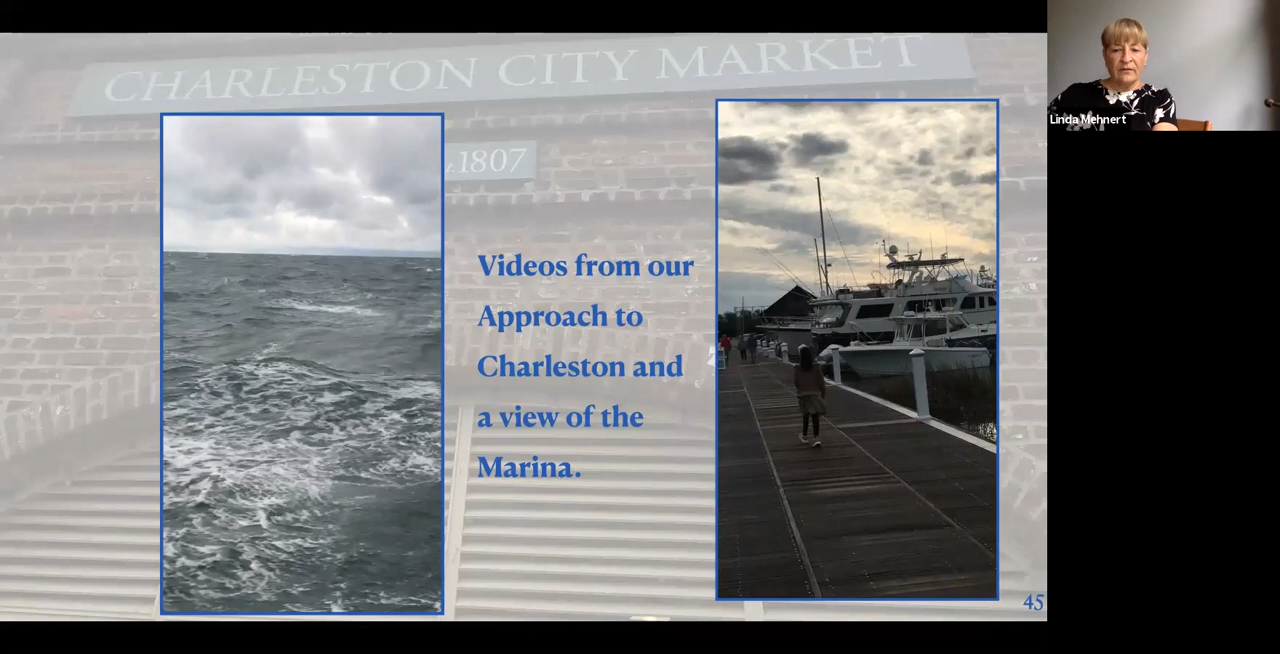 CHARLESTON CITY MARKET
.1807
Videos from our
Approach to
Charleston and
a view of the
Marina.
45
Linda Mehnert